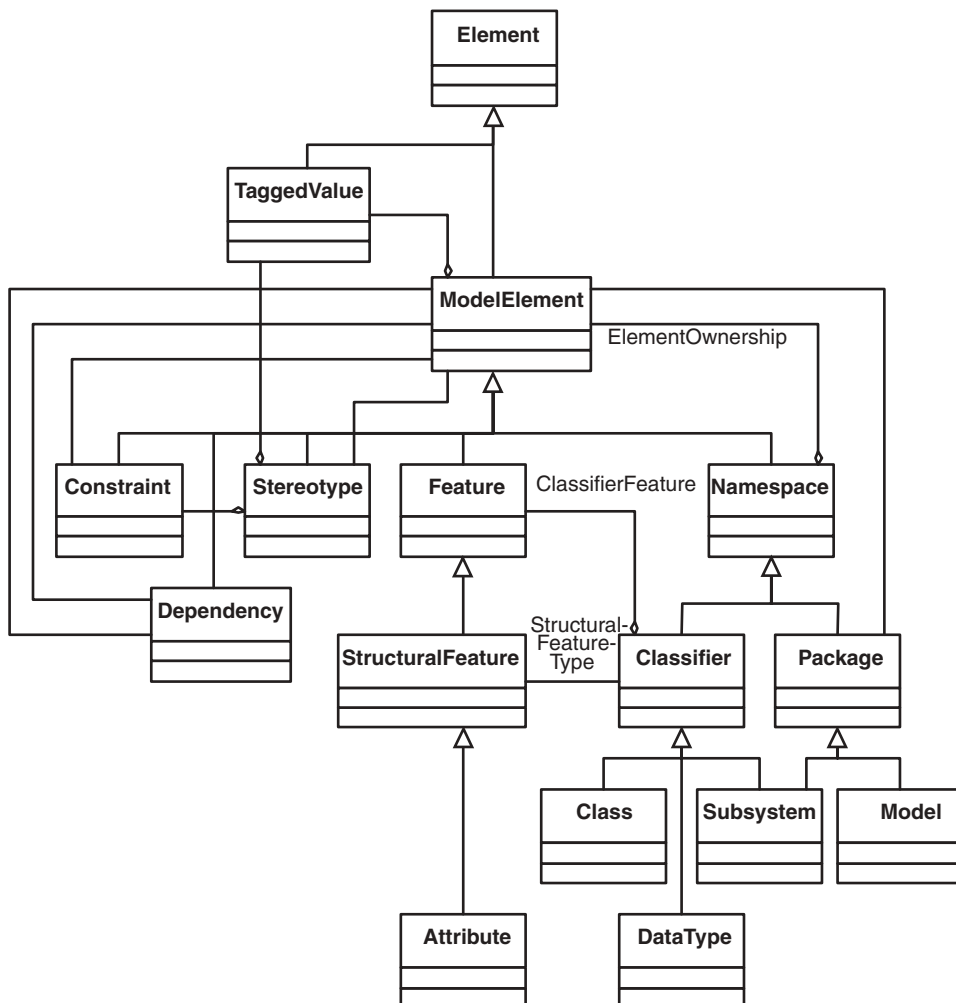 Element
TaggedValue
ModelElement
ElementOwnership
Constraint
Stereotype
Feature
ClassifierFeature
Namespace
Dependency
StructuralFeature
Structural-
Feature-
Type
Classifier
Package
Class
Subsystem
Model
Attribute
DataType